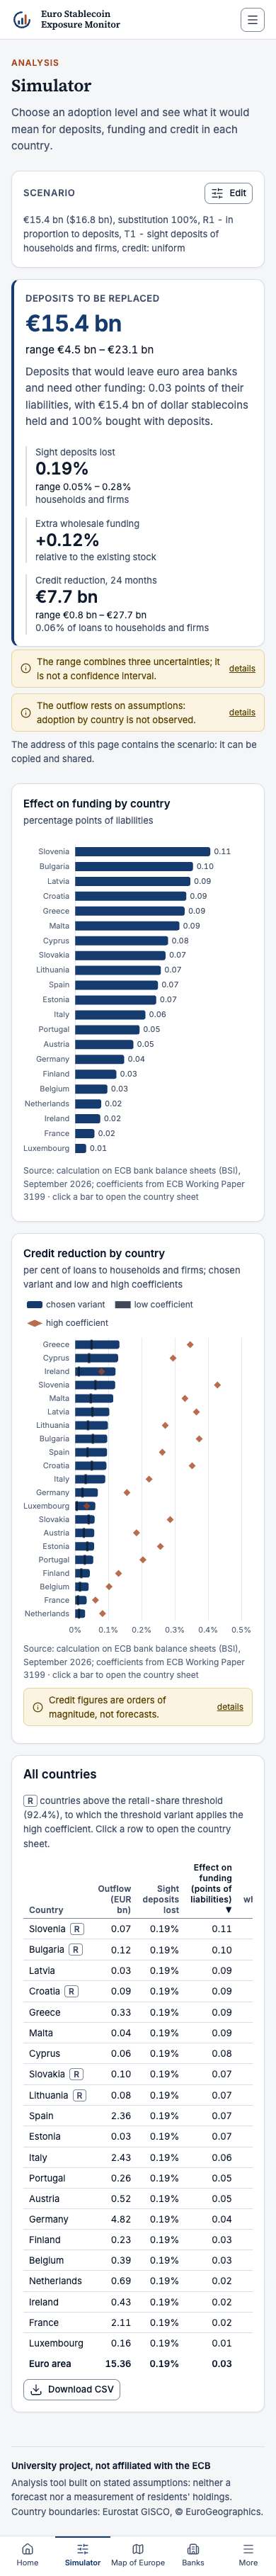 Euro Stablecoin
Exposure Monitor
ANALYSIS
Simulator
Choose an adoption level and see what it would
mean for deposits, funding and credit in each
country.
SCENARIO
Edit
€15.4 bn ($16.8 bn), substitution 100%, R1 - in
proportion to deposits, T1 - sight deposits of
households and firms, credit: uniform
DEPOSITS TO BE REPLACED
€15.4 bn
range €4.5 bn – €23.1 bn
Deposits that would leave euro area banks
and need other funding: 0.03 points of their
liabilities, with €15.4 bn of dollar stablecoins
held and 100% bought with deposits.
Sight deposits lost
0.19%
range 0.05% – 0.28%
households and firms
Extra wholesale funding
+0.12%
relative to the existing stock
Credit reduction, 24 months
€7.7 bn
range €0.8 bn – €27.7 bn
0.06% of loans to households and firms
The range combines three uncertainties; it
is not a confidence interval.
details
The outflow rests on assumptions:
adoption by country is not observed.
details
The address of this page contains the scenario: it can be
copied and shared.
Effect on funding by country
percentage points of liabilities
Slovenia 0.11
Bulgaria 0.10
Latvia 0.09
Croatia 0.09
Greece 0.09
Malta 0.09
Cyprus 0.08
Slovakia 0.07
Lithuania 0.07
Spain 0.07
Estonia 0.07
Italy 0.06
Portugal 0.05
Austria 0.05
Germany 0.04
Finland 0.03
Belgium 0.03
Netherlands 0.02
Ireland 0.02
France 0.02
Luxembourg 0.01
Source: calculation on ECB bank balance sheets (BSI),
September 2026; coefficients from ECB Working Paper
3199 · click a bar to open the country sheet
Credit reduction by country
per cent of loans to households and firms; chosen
variant and low and high coefficients
chosen variant low coefficient
high coefficient
Greece
Cyprus
Ireland
Slovenia
Malta
Latvia
Lithuania
Bulgaria
Spain
Croatia
Italy
Germany
Luxembourg
Slovakia
Austria
Estonia
Portugal
Finland
Belgium
France
Netherlands
0% 0.1% 0.2% 0.3% 0.4% 0.5%
Source: calculation on ECB bank balance sheets (BSI),
September 2026; coefficients from ECB Working Paper
3199 · click a bar to open the country sheet
Credit figures are orders of
magnitude, not forecasts.
details
All countries
R countries above the retail-share threshold
(92.4%), to which the threshold variant applies the
high coefficient. Click a row to open the country
sheet.
Country Outflow (EUR bn) Sight deposits lost Effect on funding (points of liabilities) ▼ wl
Slovenia R 0.07 0.19% 0.11
Bulgaria R 0.12 0.19% 0.10
Latvia 0.03 0.19% 0.09
Croatia R 0.09 0.19% 0.09
Greece 0.33 0.19% 0.09
Malta 0.04 0.19% 0.09
Cyprus 0.06 0.19% 0.08
Slovakia R 0.10 0.19% 0.07
Lithuania R 0.08 0.19% 0.07
Spain 2.36 0.19% 0.07
Estonia 0.03 0.19% 0.07
Italy 2.43 0.19% 0.06
Portugal 0.26 0.19% 0.05
Austria 0.52 0.19% 0.05
Germany 4.82 0.19% 0.04
Finland 0.23 0.19% 0.03
Belgium 0.39 0.19% 0.03
Netherlands 0.69 0.19% 0.02
Ireland 0.43 0.19% 0.02
France 2.11 0.19% 0.02
Luxembourg 0.16 0.19% 0.01
Euro area 15.36 0.19% 0.03
Download CSV
University project, not affiliated with the ECB
Analysis tool built on stated assumptions: neither a
forecast nor a measurement of residents' holdings.
Country boundaries: Eurostat GISCO, © EuroGeographics.
Home Simulator Map of Europe Banks More